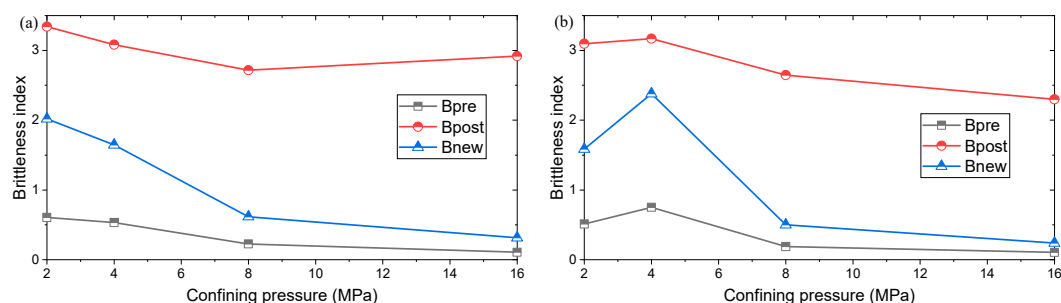 (a)
Brittleness index
3
2
1
0
Bpre
Bpost
Bnew
2 4 6 8 10 12 14 16
Confining pressure (MPa)
(b)
Brittleness index
3
2
1
0
Bpre
Bpost
Bnew
2 4 6 8 10 12 14 16
Confining pressure (MPa)